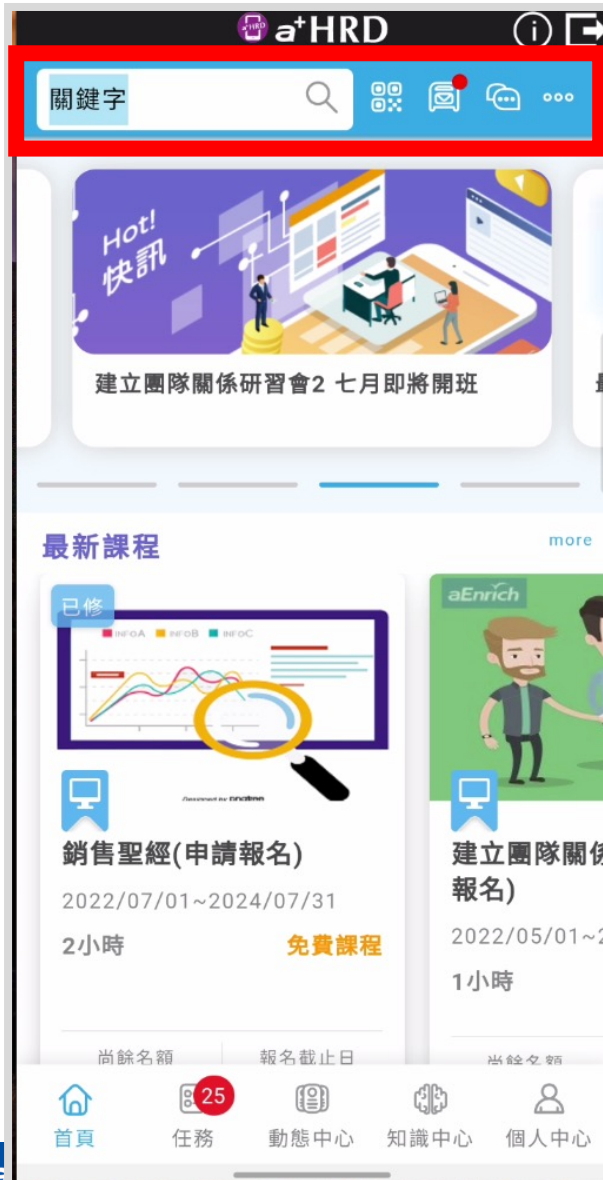 a+HRD
關鍵字
Hot!
快訊
建立團隊關係研習會2 七月即將開班
最新課程
more
已修
INFOA INFOB INFOC
aEnrich
Designed by
銷售聖經(申請報名)
2022/07/01~2024/07/31
2小時
免費課程
建立團隊關係
報名)
2022/05/01~2
1小時
尚餘名額
報名截止日
尚餘名額
25
首頁
任務
動態中心
知識中心
個人中心